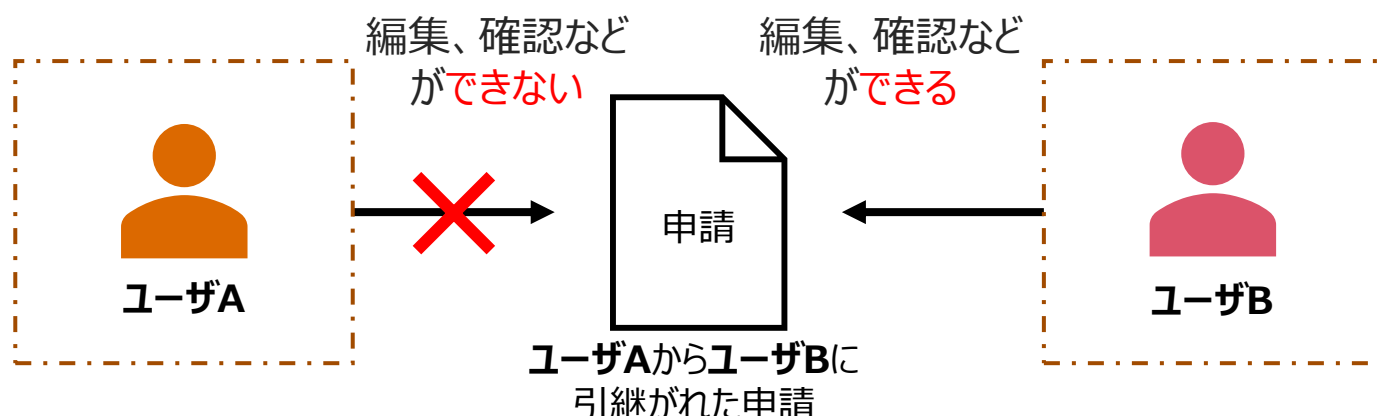 編集、確認など
ができない
編集、確認など
ができる
申請
ユーザA
ユーザB
ユーザAからユーザBに
引継がれた申請